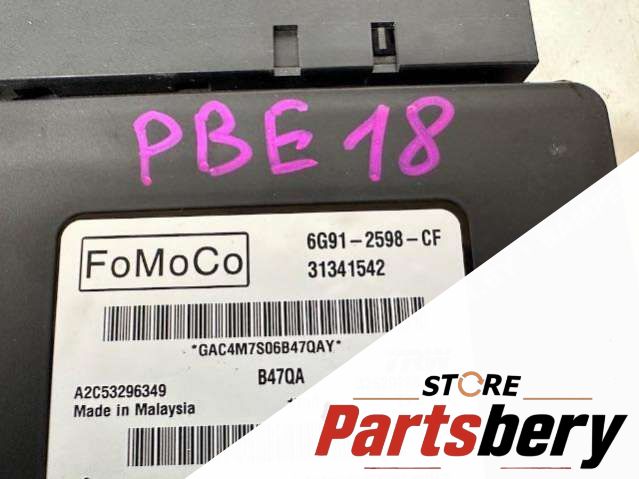 PBE18
FoMoCo
6G91-2598-CF
31341542
*GAC4M7S06B47QAY*
B47QA
A2C53296349
Made in Malaysia
STORE
Partsbery